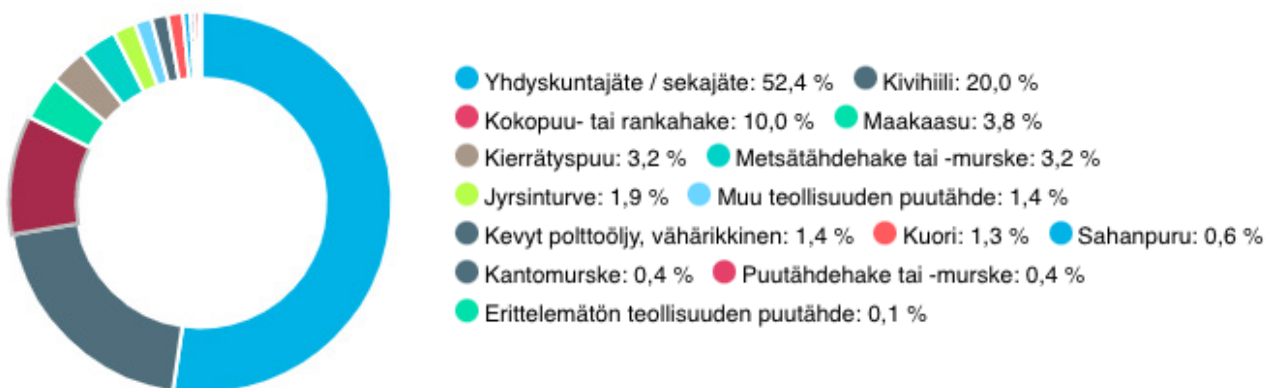 Yhdyskuntajäte / sekajäte: 52,4 % Kivihiili: 20,0 %
Kokopuu- tai rankahake: 10,0 % Maakaasu: 3,8 %
Kierrätyspuu: 3,2 % Metsätähdehake tai -murske: 3,2 %
Jyrsinturve: 1,9 % Muu teollisuuden puutähde: 1,4 %
Kevyt polttoöljy, vähärikkinen: 1,4 % Kuori: 1,3 % Sahanpuru: 0,6 %
Kantomurske: 0,4 % Puutähdehake tai -murske: 0,4 %
Erittelemätön teollisuuden puutähde: 0,1 %